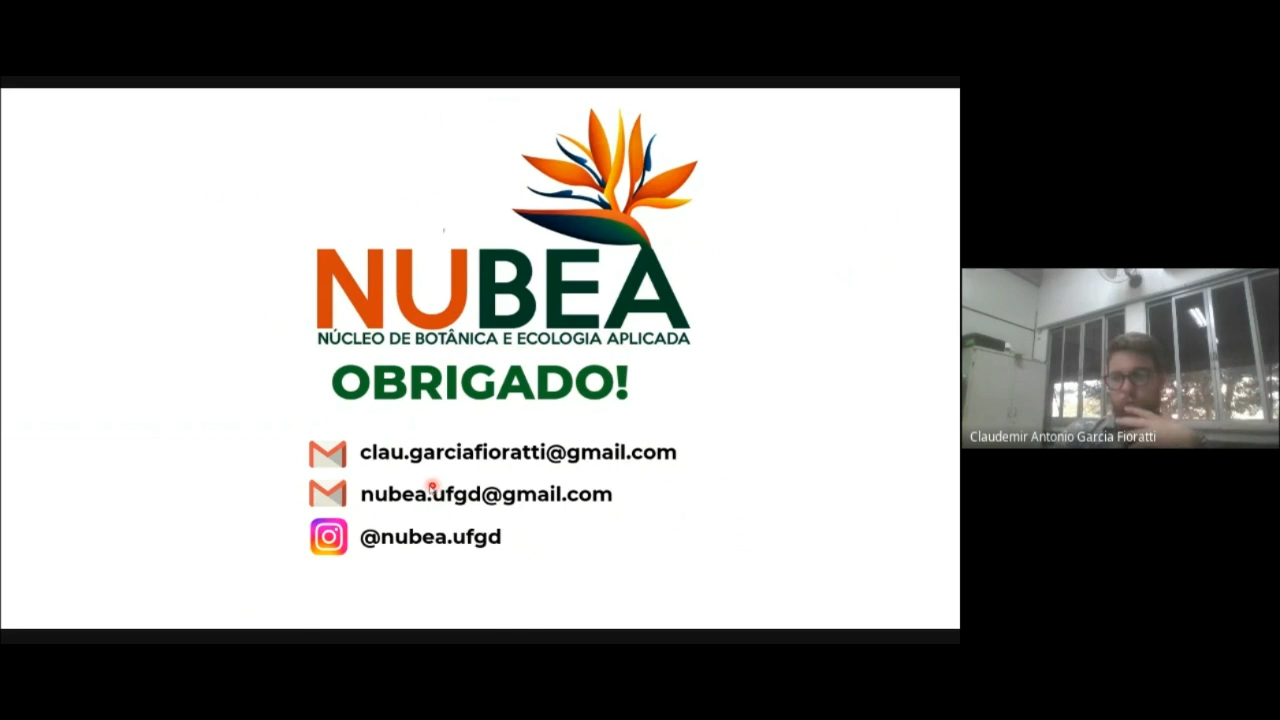 NUBEA
NÚCLEO DE BOTÂNICA E ECOLOGIA APLICADA
OBRIGADO!
clau.garciafioratti@gmail.com
nubea.ufgd@gmail.com
@nubea.ufgd
Claudemir Antonio Garcia Fioratti